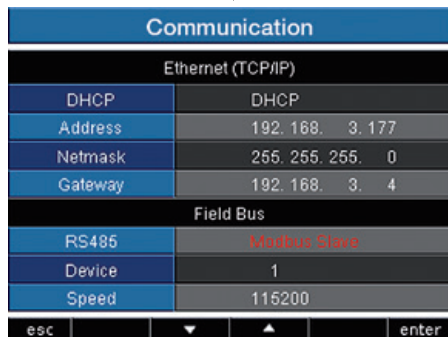 Communication
Ethernet (TCP/IP)
DHCP DHCP
Address 192. 168. 3. 177
Netmask 255. 255. 255. 0
Gateway 192. 168. 3. 4
Field Bus
RS485 Modbus Slave
Device 1
Speed 115200
esc ▼ ▲ enter